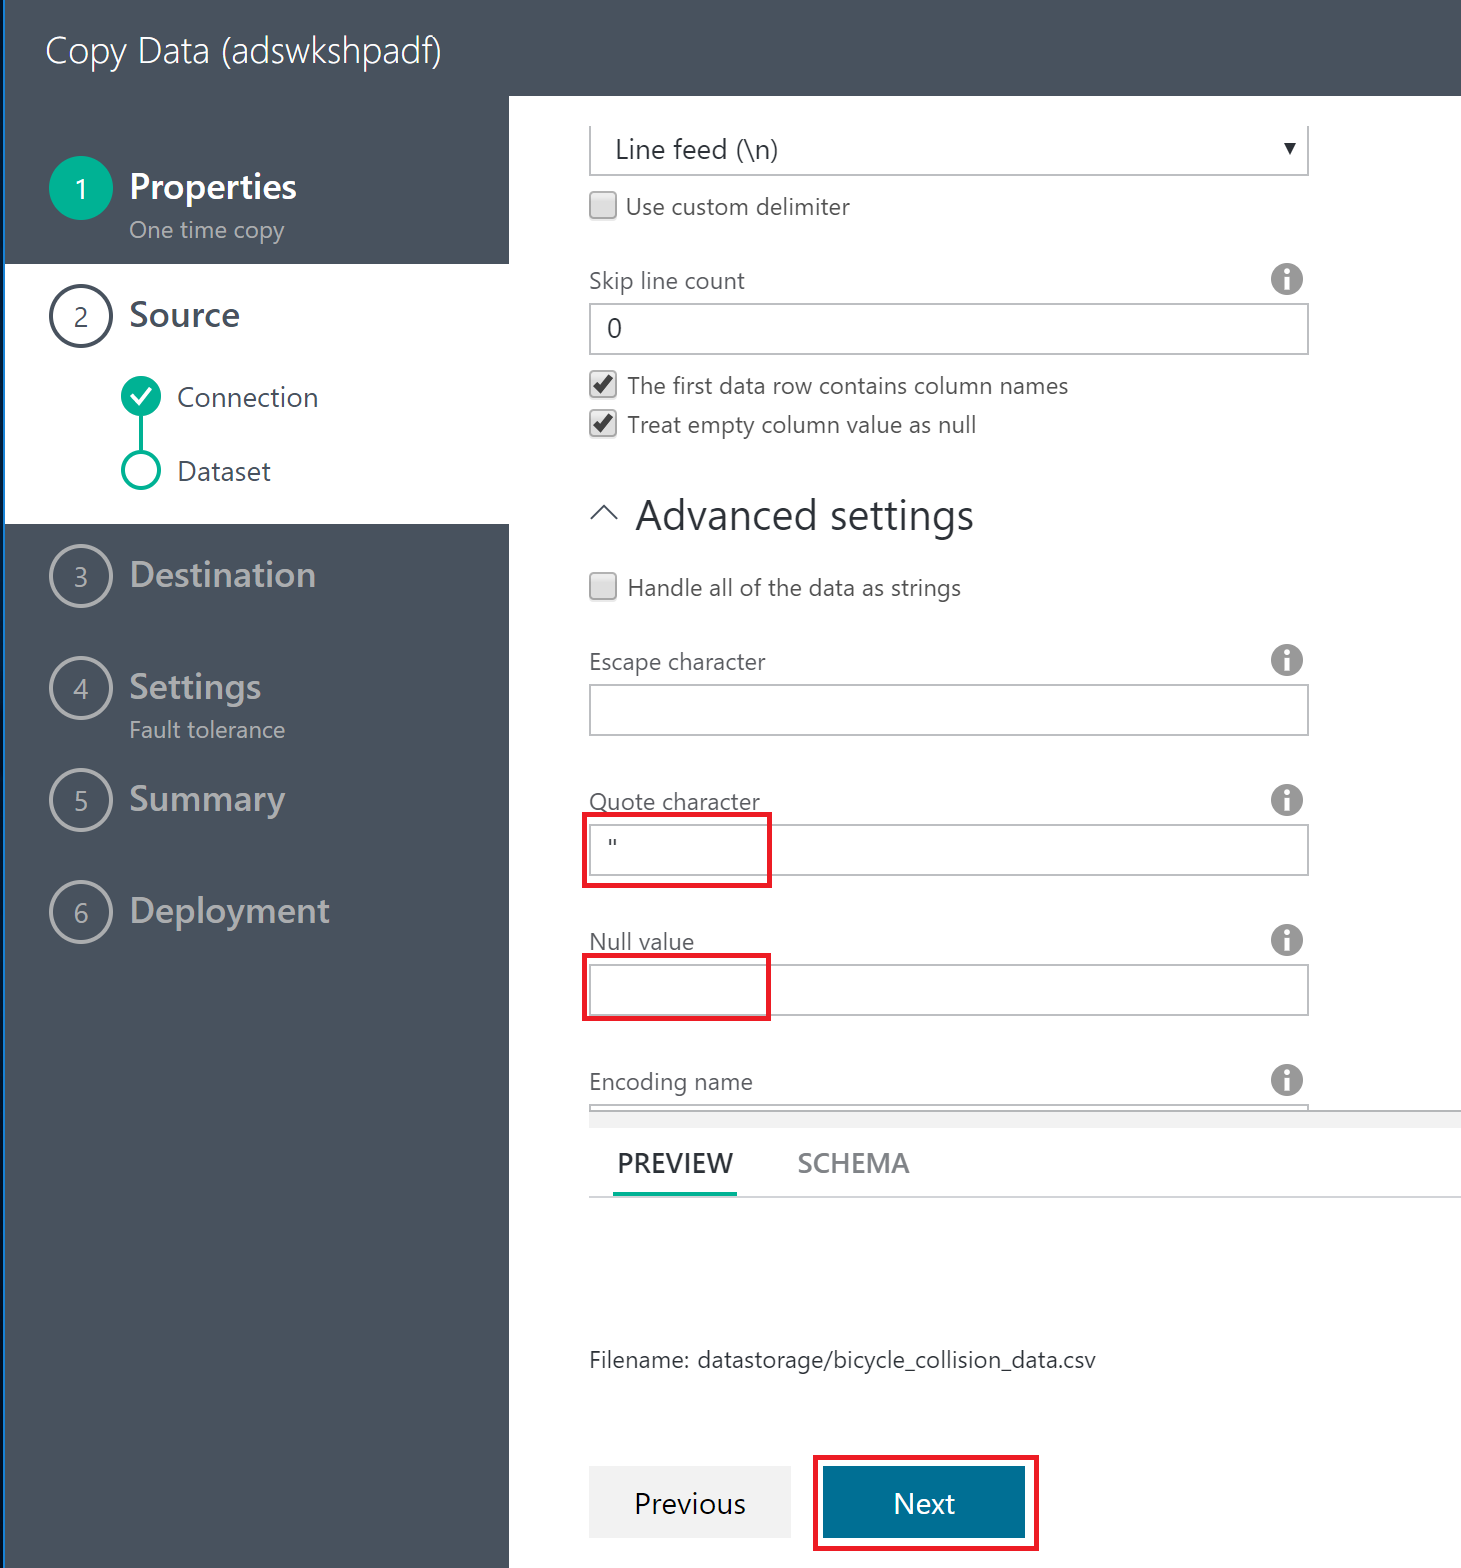 Copy Data (adswkshpadf)
1 Properties
One time copy
2 Source
Connection
Dataset
3 Destination
4 Settings
Fault tolerance
5 Summary
6 Deployment
Line feed (\n)
Use custom delimiter
Skip line count
0
The first data row contains column names
Treat empty column value as null
Advanced settings
Handle all of the data as strings
Escape character
Quote character
"
Null value
Encoding name
PREVIEW SCHEMA
Filename: datastorage/bicycle_collision_data.csv
Previous Next